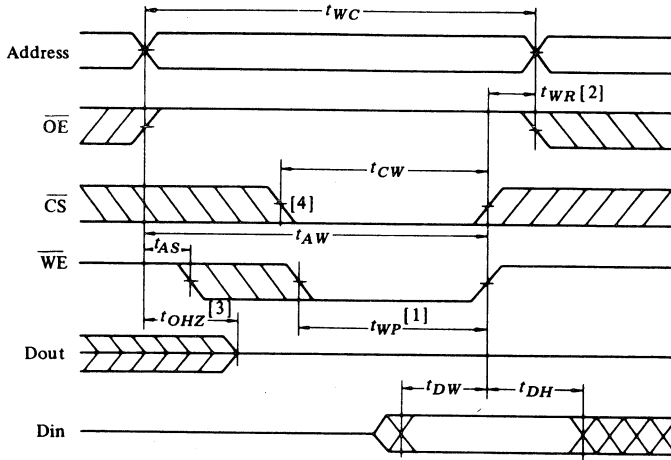 tWC
Address
tWR [2]
OE
tCW
CS
[4]
tAW
tAS
WE
[3]
tOHZ
[1]
tWP
Dout
tDW
tDH
Din